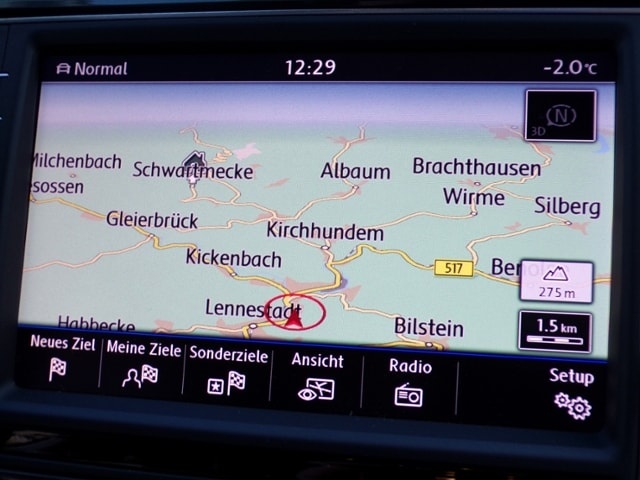 Normal
12:29
-2.0°C
N
3D
Milchenbach
Schwartmecke
Albaum
Brachthausen
Wirme
Silberg
Gleierbrück
Kirchhundem
Kickenbach
517
275 m
Lennestadt
1.5 km
Bilstein
Neues Ziel
Meine Ziele
Sonderziele
Ansicht
Radio
Setup